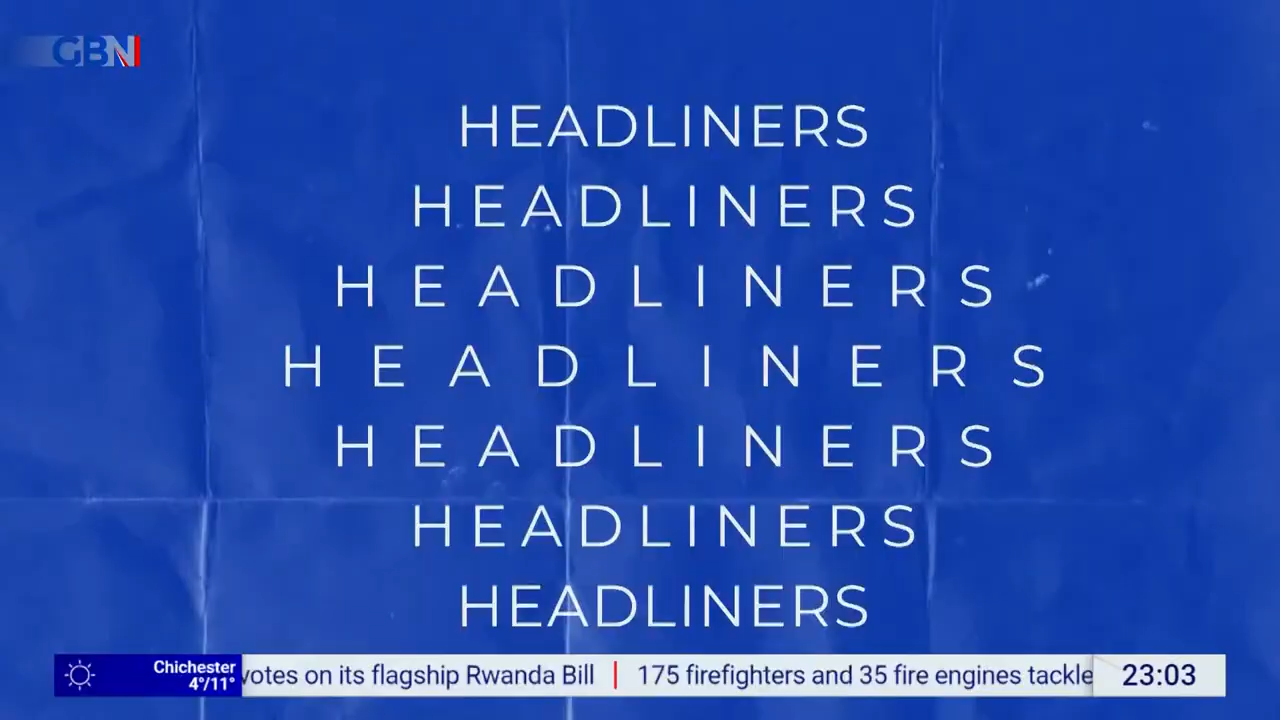 GBN
HEADLINERS
HEADLINERS
HEADLINERS
HEADLINERS
HEADLINERS
HEADLINERS
HEADLINERS
Chichester
4°/11°
votes on its flagship Rwanda Bill | 175 firefighters and 35 fire engines tackle
23:03